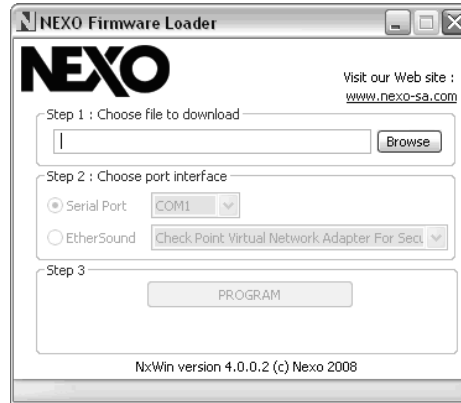 NEXO Firmware Loader
NEXO
Visit our Web site :
www.nexo-sa.com
Step 1 : Choose file to download
Browse
Step 2 : Choose port interface
Serial Port COM1
EtherSound Check Point Virtual Network Adapter For Secu
Step 3
PROGRAM
NxWin version 4.0.0.2 (c) Nexo 2008